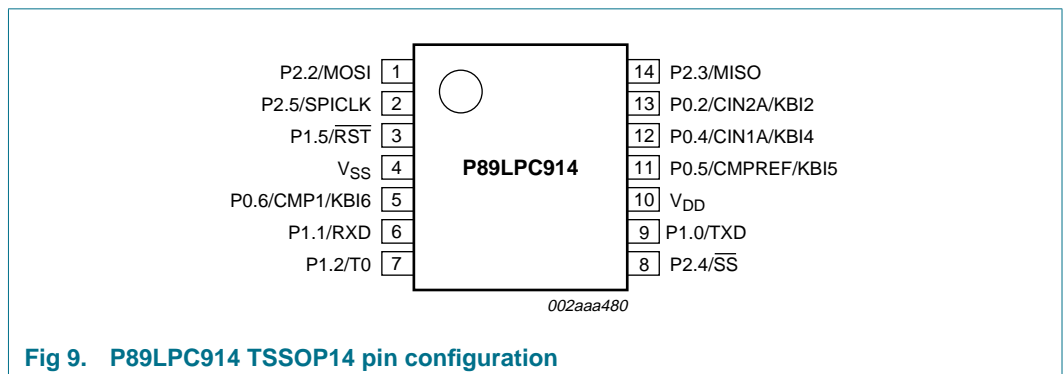 P2.2/MOSI 1 14 P2.3/MISO
P2.5/SPICLK 2 13 P0.2/CIN2A/KBI2
P1.5/R̅S̅T̅ 3 12 P0.4/CIN1A/KBI4
VSS 4 P89LPC914 11 P0.5/CMPREF/KBI5
P0.6/CMP1/KBI6 5 10 VDD
P1.1/RXD 6 9 P1.0/TXD
P1.2/T0 7 8 P2.4/S̅S̅
002aaa480
Fig 9. P89LPC914 TSSOP14 pin configuration